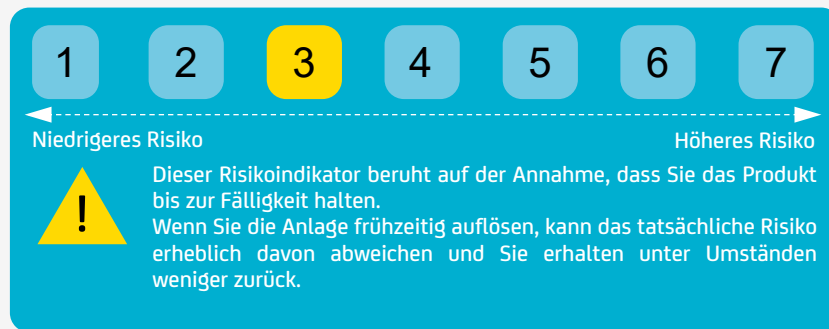 1 2 3 4 5 6 7
Niedrigeres Risiko Höheres Risiko
!
Dieser Risikoindikator beruht auf der Annahme, dass Sie das Produkt
bis zur Fälligkeit halten.
Wenn Sie die Anlage frühzeitig auflösen, kann das tatsächliche Risiko
erheblich davon abweichen und Sie erhalten unter Umständen
weniger zurück.